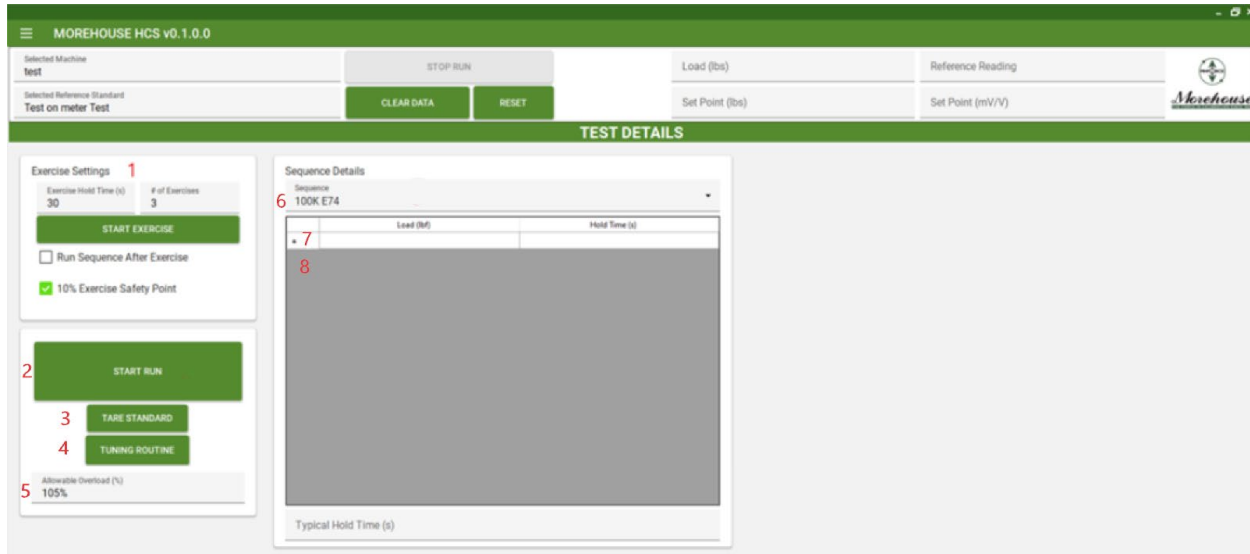 MOREHOUSE HCS v0.1.0.0
Selected Machine
test
STOP RUN
Load (lbs)
Reference Reading
Selected Reference Standard
Test on meter Test
CLEAR DATA
RESET
Set Point (lbs)
Set Point (mV/V)
Morehouse
TEST DETAILS
Exercise Settings 1
Exercise Hold Time (s)
30
# of Exercises
3
START EXERCISE
Run Sequence After Exercise
10% Exercise Safety Point
2 START RUN
3 TARE STANDARD
4 TUNING ROUTINE
Allowable Overload (%)
5 105%
Sequence Details
Sequence
6 100K E74
Load (lbf) Hold Time (s)
* 7
8
Typical Hold Time (s)